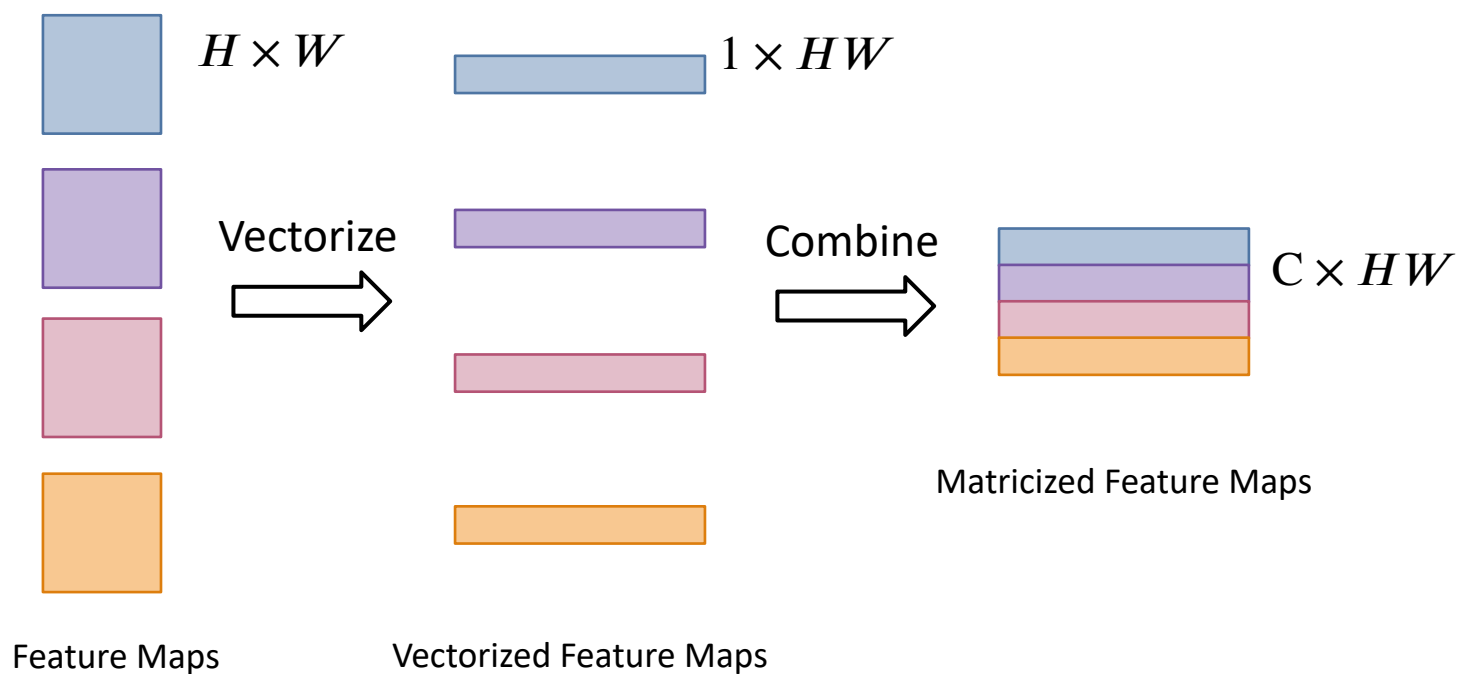 H × W
1 × HW
Vectorize
Combine
C × HW
Matricized Feature Maps
Feature Maps
Vectorized Feature Maps